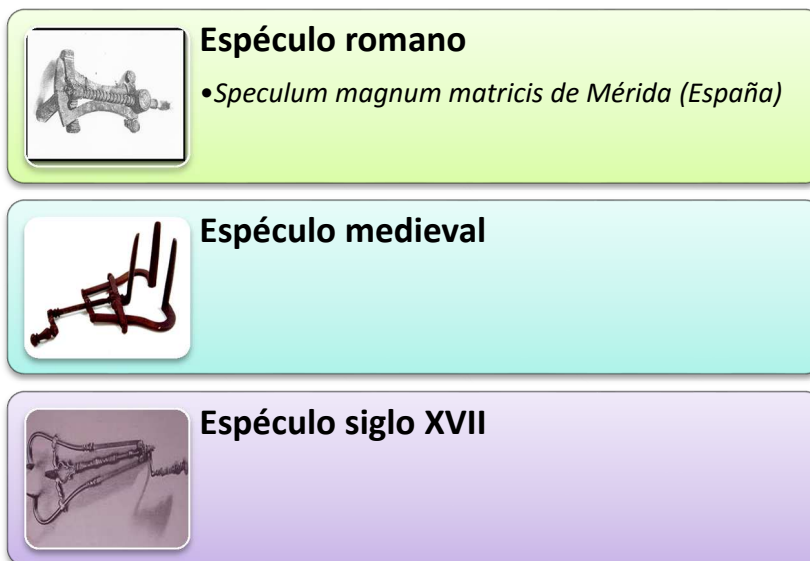 Espéculo romano
•Speculum magnum matricis de Mérida (España)
Espéculo medieval
Espéculo siglo XVII